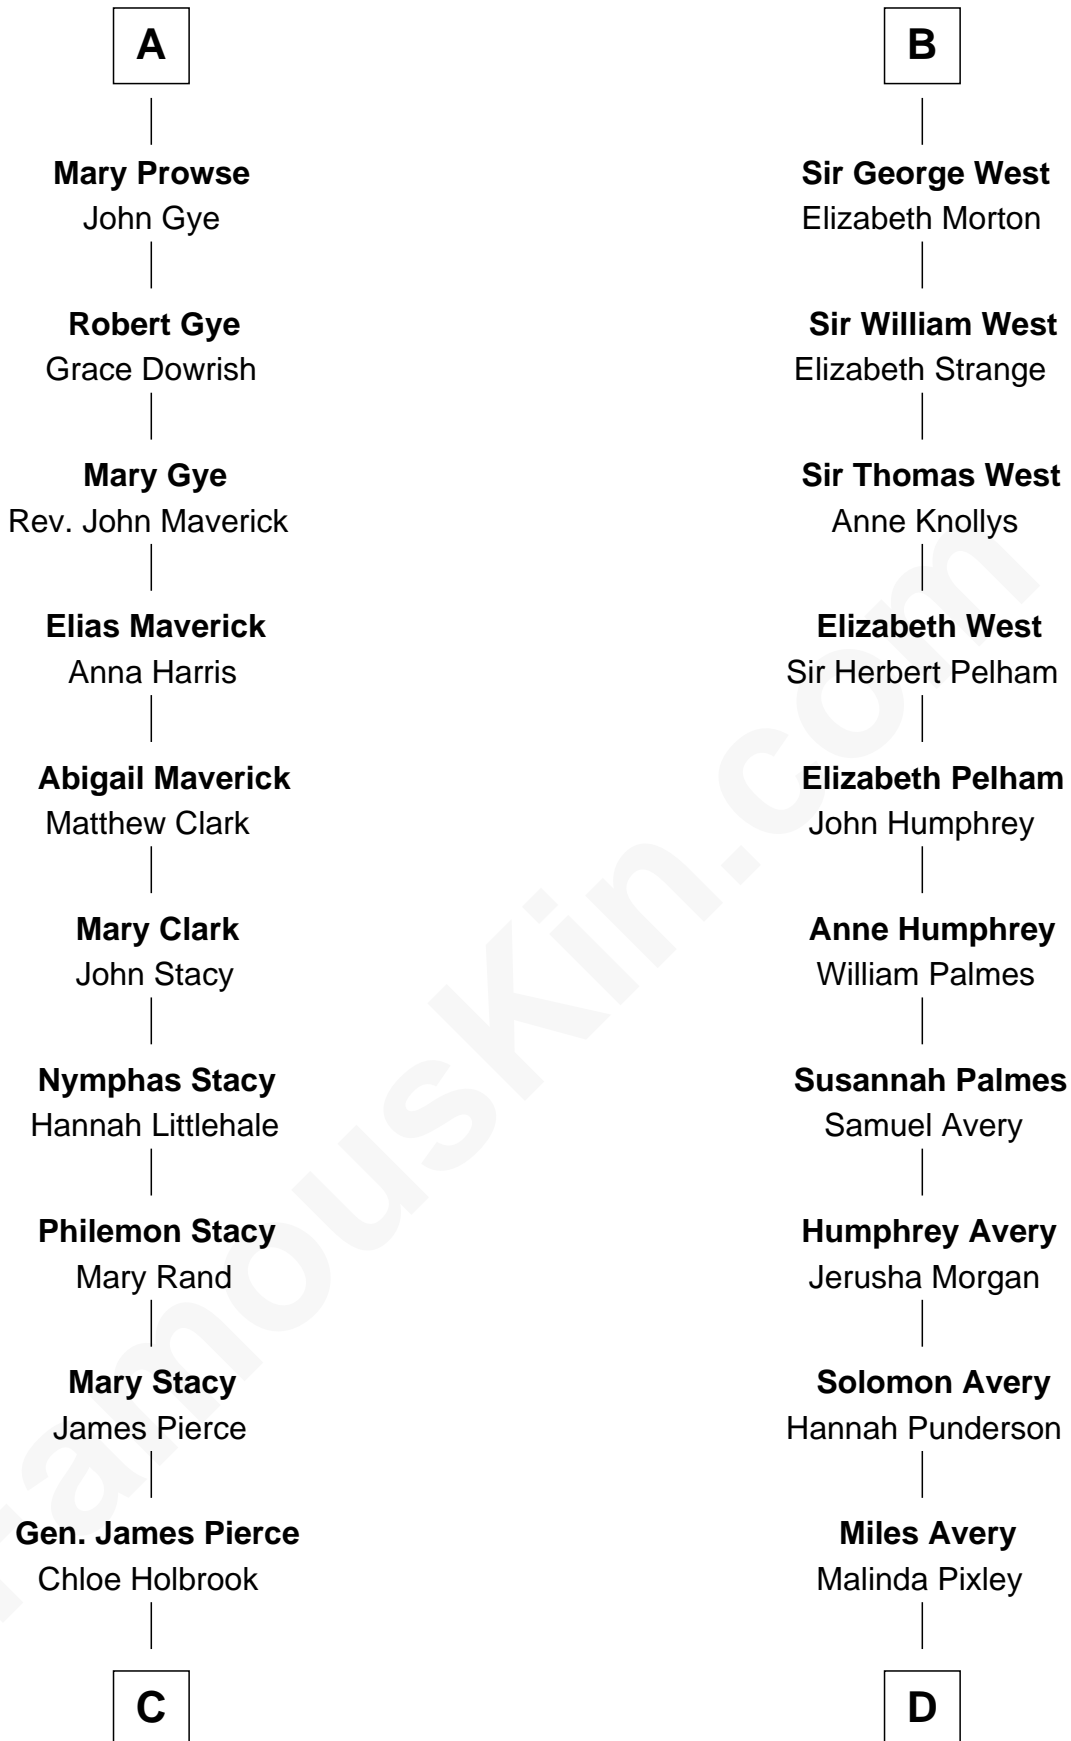 A
Mary Prowse
John Gye
Robert Gye
Grace Dowrish
Mary Gye
Rev. John Maverick
Elias Maverick
Anna Harris
Abigail Maverick
Matthew Clark
Mary Clark
John Stacy
Nymphas Stacy
Hannah Littlehale
Philemon Stacy
Mary Rand
Mary Stacy
James Pierce
Gen. James Pierce
Chloe Holbrook
C
B
Sir George West
Elizabeth Morton
Sir William West
Elizabeth Strange
Sir Thomas West
Anne Knollys
Elizabeth West
Sir Herbert Pelham
Elizabeth Pelham
John Humphrey
Anne Humphrey
William Palmes
Susannah Palmes
Samuel Avery
Humphrey Avery
Jerusha Morgan
Solomon Avery
Hannah Punderson
Miles Avery
Malinda Pixley
D
FamousKin.com